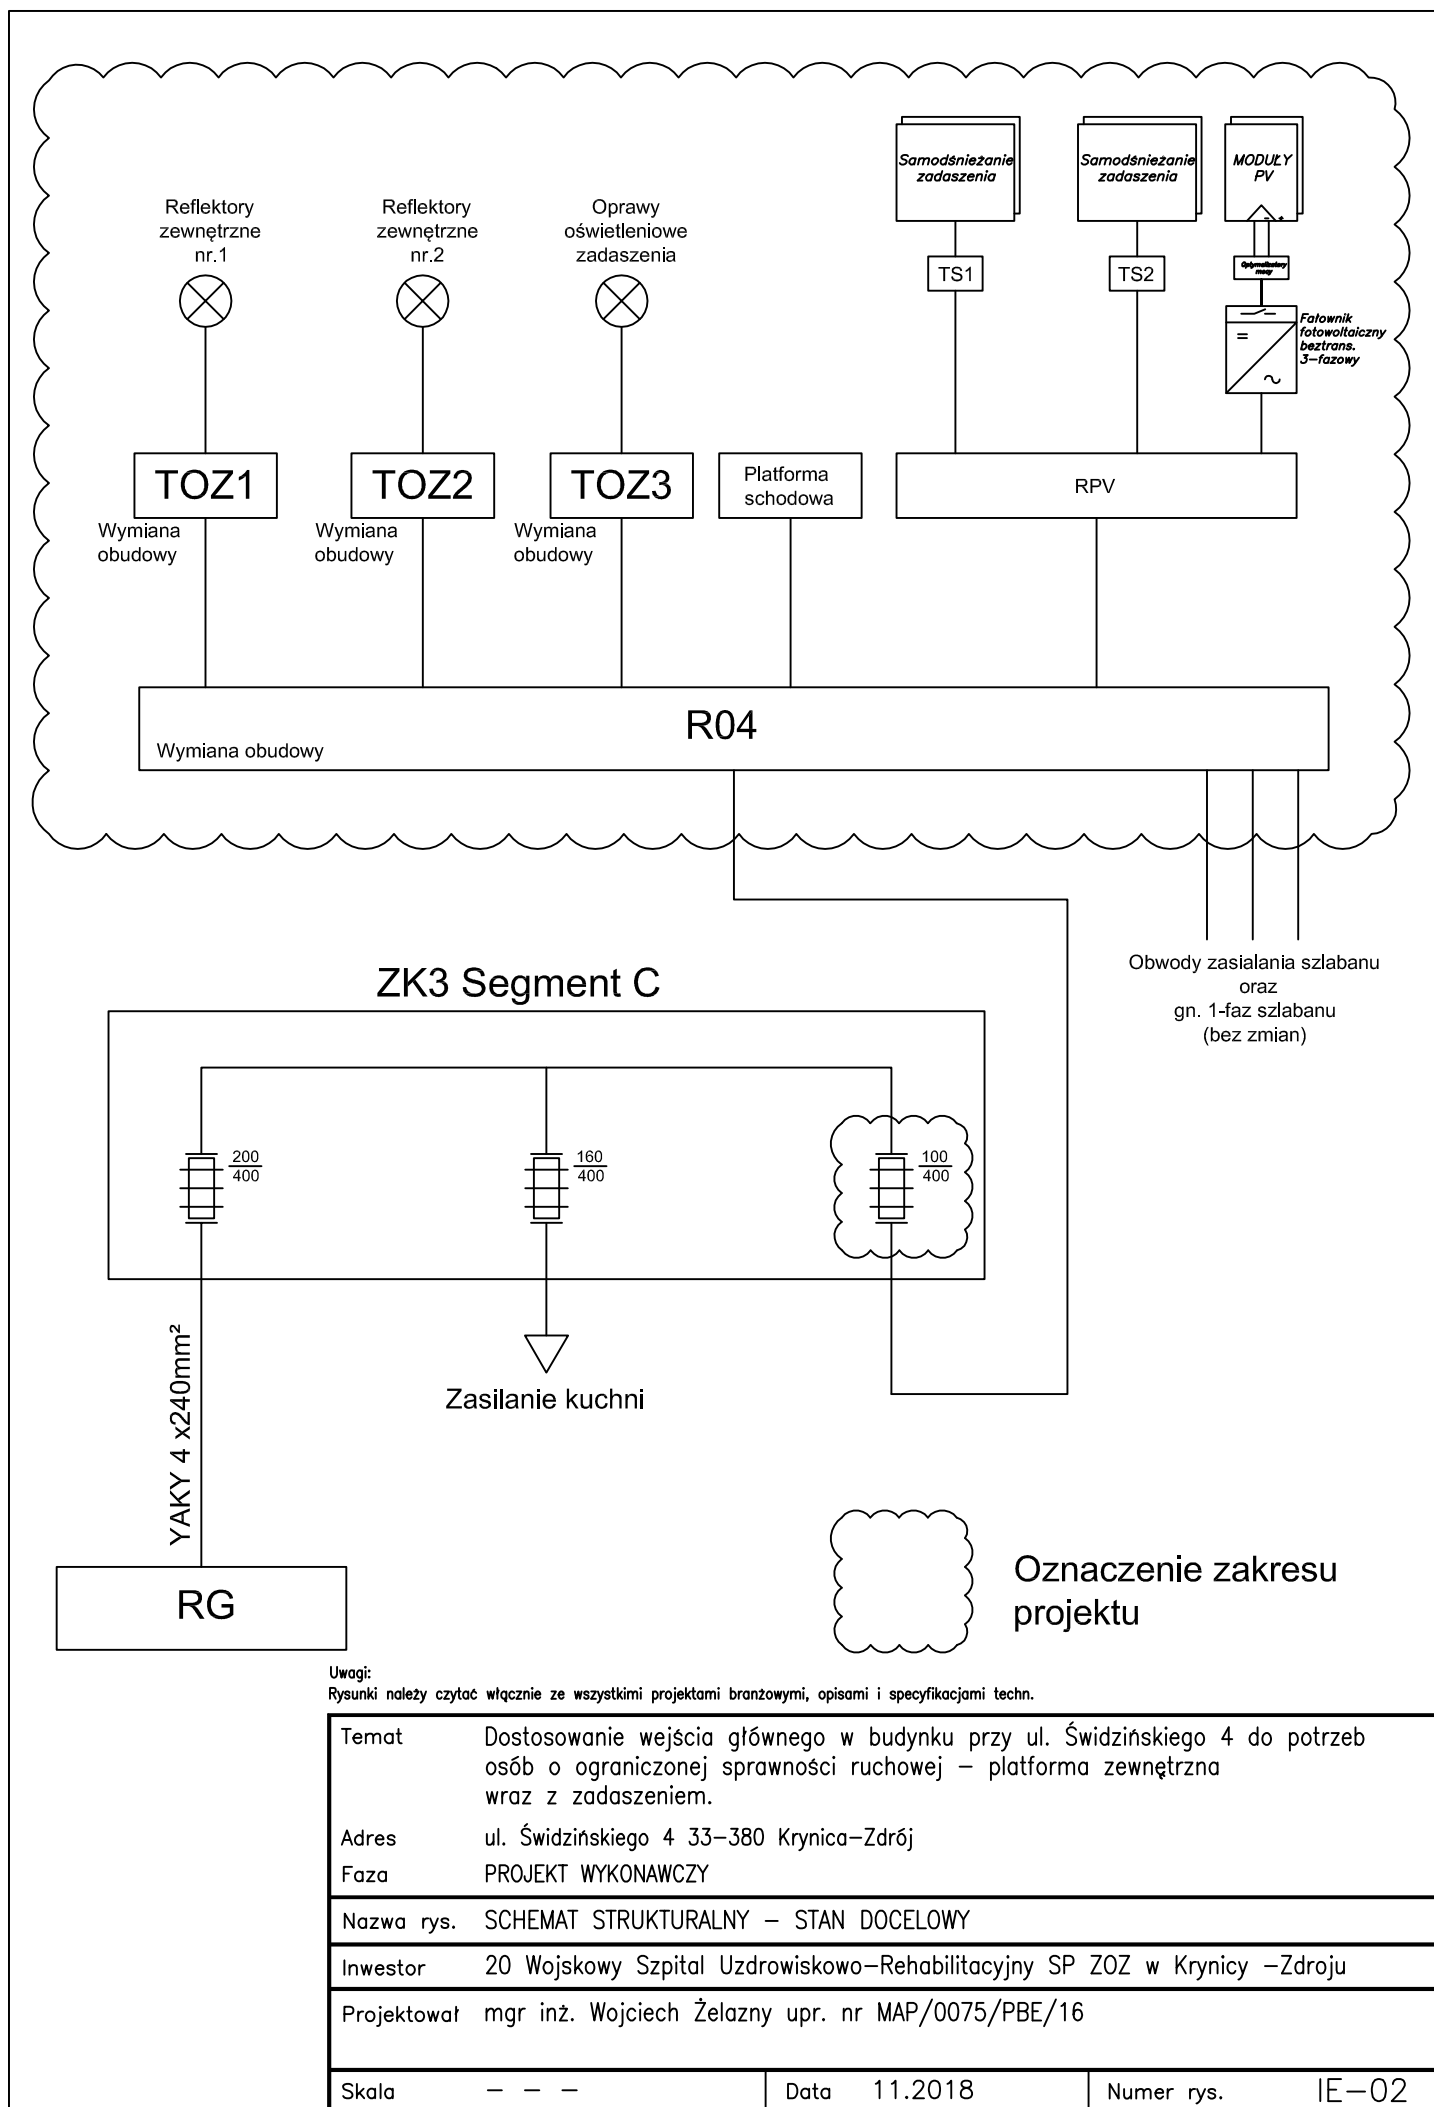 Samodśnieżanie
zadaszenia
Samodśnieżanie
zadaszenia
MODUŁY
PV
Reflektory
zewnętrzne
nr.1
Reflektory
zewnętrzne
nr.2
Oprawy
oświetleniowe
zadaszenia
TS1
TS2
Optymalizatory
mocy
Fałownik
fotowoltaiczny
beztrans.
3-fazowy
TOZ1
TOZ2
TOZ3
Platforma
schodowa
RPV
Wymiana
obudowy
Wymiana
obudowy
Wymiana
obudowy
R04
Wymiana obudowy
Obwody zasialania szlabanu
oraz
gn. 1-faz szlabanu
(bez zmian)
ZK3 Segment C
200
400
160
400
100
400
YAKY 4 x240mm²
Zasilanie kuchni
RG
Oznaczenie zakresu
projektu
Uwagi:
Rysunki należy czytać włącznie ze wszystkimi projektami branżowymi, opisami i specyfikacjami techn.
Temat Dostosowanie wejścia głównego w budynku przy ul. Świdzińskiego 4 do potrzeb
osób o ograniczonej sprawności ruchowej – platforma zewnętrzna
wraz z zadaszeniem.
Adres ul. Świdzińskiego 4 33-380 Krynica-Zdrój
Faza PROJEKT WYKONAWCZY
Nazwa rys. SCHEMAT STRUKTURALNY – STAN DOCELOWY
Inwestor 20 Wojskowy Szpital Uzdrowiskowo-Rehabilitacyjny SP ZOZ w Krynicy -Zdroju
Projektował mgr inż. Wojciech Żelazny upr. nr MAP/0075/PBE/16
Skala - - - Data 11.2018 Numer rys. IE-02